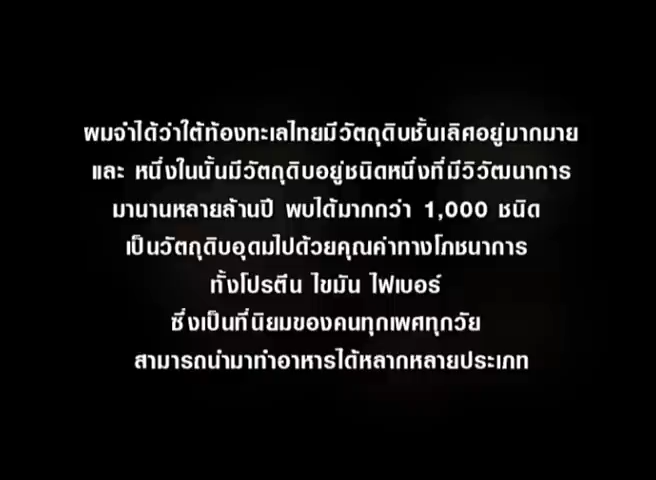 ผมจำได้ว่าใต้ท้องทะเลไทยมีวัตถุดิบชั้นเลิศอยู่มากมาย
และ หนึ่งในนั้นมีวัตถุดิบอยู่ชนิดหนึ่งที่มีวิวัฒนาการ
มานานหลายล้านปี พบได้มากกว่า 1,000 ชนิด
เป็นวัตถุดิบอุดมไปด้วยคุณค่าทางโภชนาการ
ทั้งโปรตีน ไขมัน ไฟเบอร์
ซึ่งเป็นที่นิยมของคนทุกเพศทุกวัย
สามารถนำมาทำอาหารได้หลากหลายประเภท